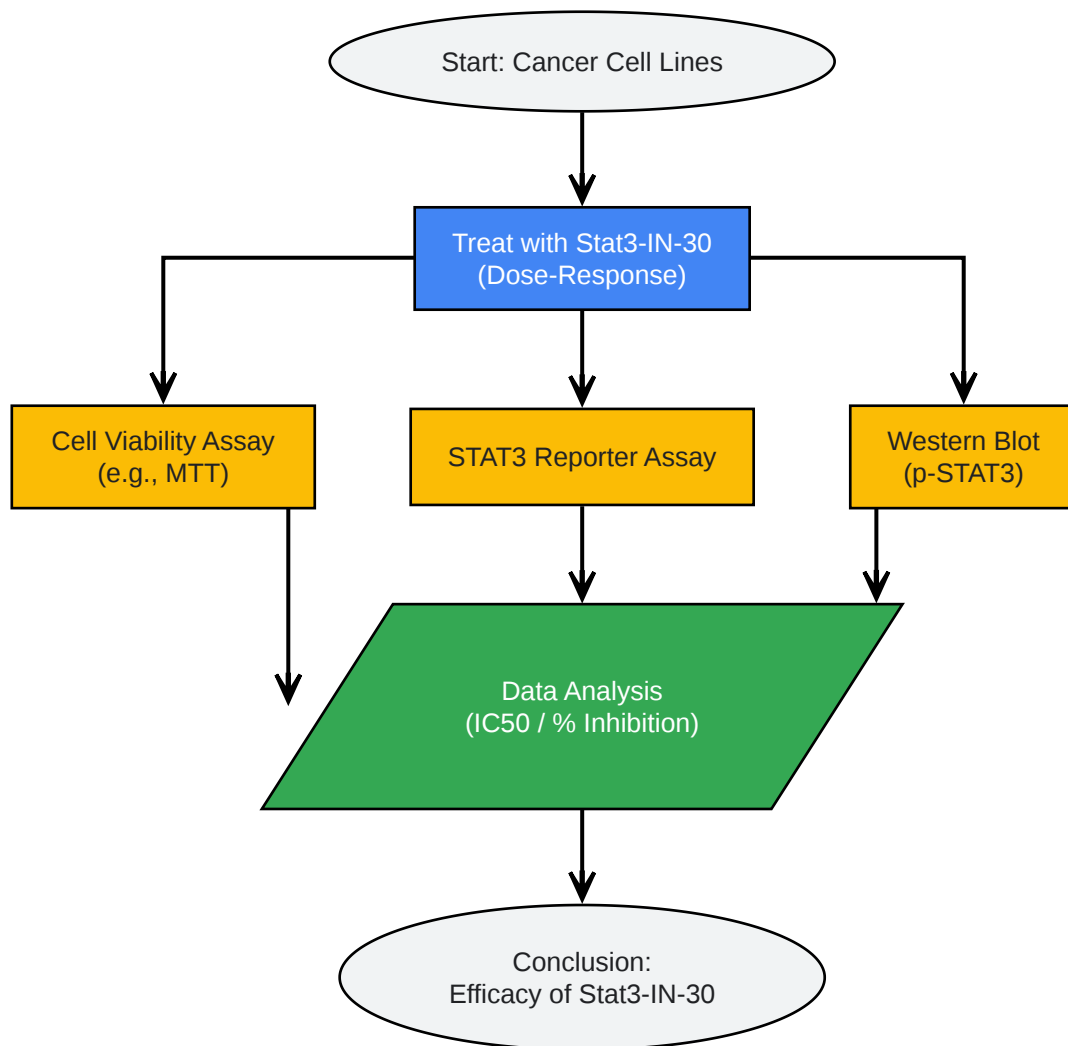 Start: Cancer Cell Lines
Treat with Stat3-IN-30
(Dose-Response)
Cell Viability Assay
(e.g., MTT)
STAT3 Reporter Assay
Western Blot
(p-STAT3)
Data Analysis
(IC50 / % Inhibition)
Conclusion:
Efficacy of Stat3-IN-30